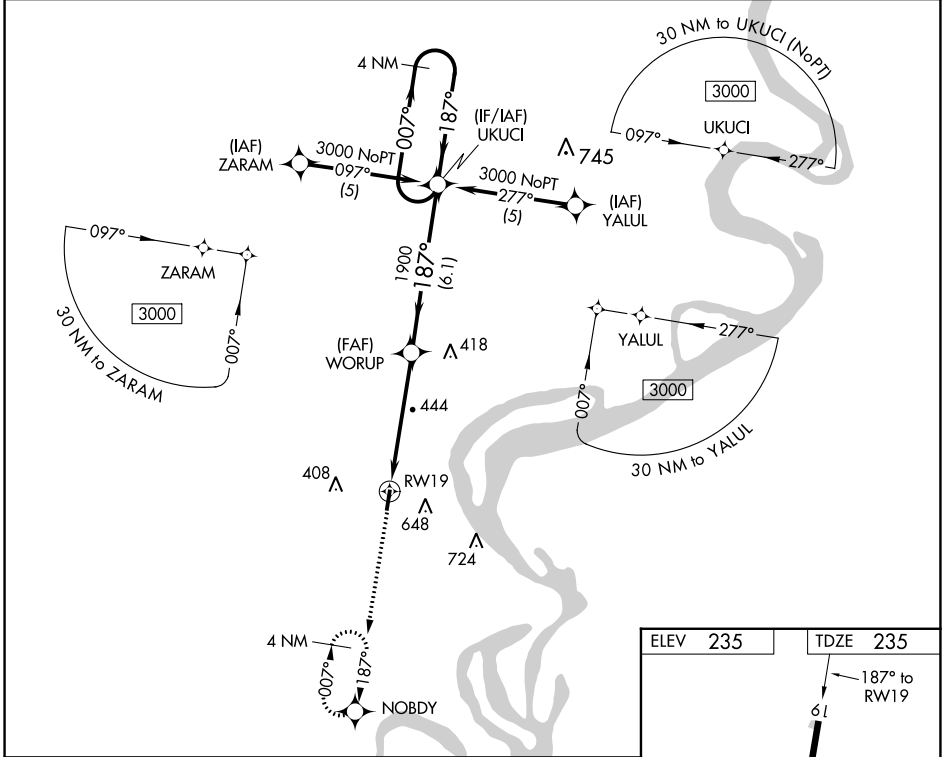 30 NM to UKUCI (NoPT)
3000
097°
UKUCI
277°
4 NM
007°
187°
(IF/IAF)
UKUCI
(IAF)
ZARAM
3000 NoPT
097°
(5)
745
3000 NoPT
277°
(5)
(IAF)
YALUL
097°
ZARAM
3000
007°
30 NM to ZARAM
1900
187°
(6.1)
277°
YALUL
3000
007°
30 NM to YALUL
(FAF)
WORUP
418
444
408
RW19
648
724
4 NM
007°
187°
NOBDY
ELEV 235
TDZE 235
187° to
RW19
19